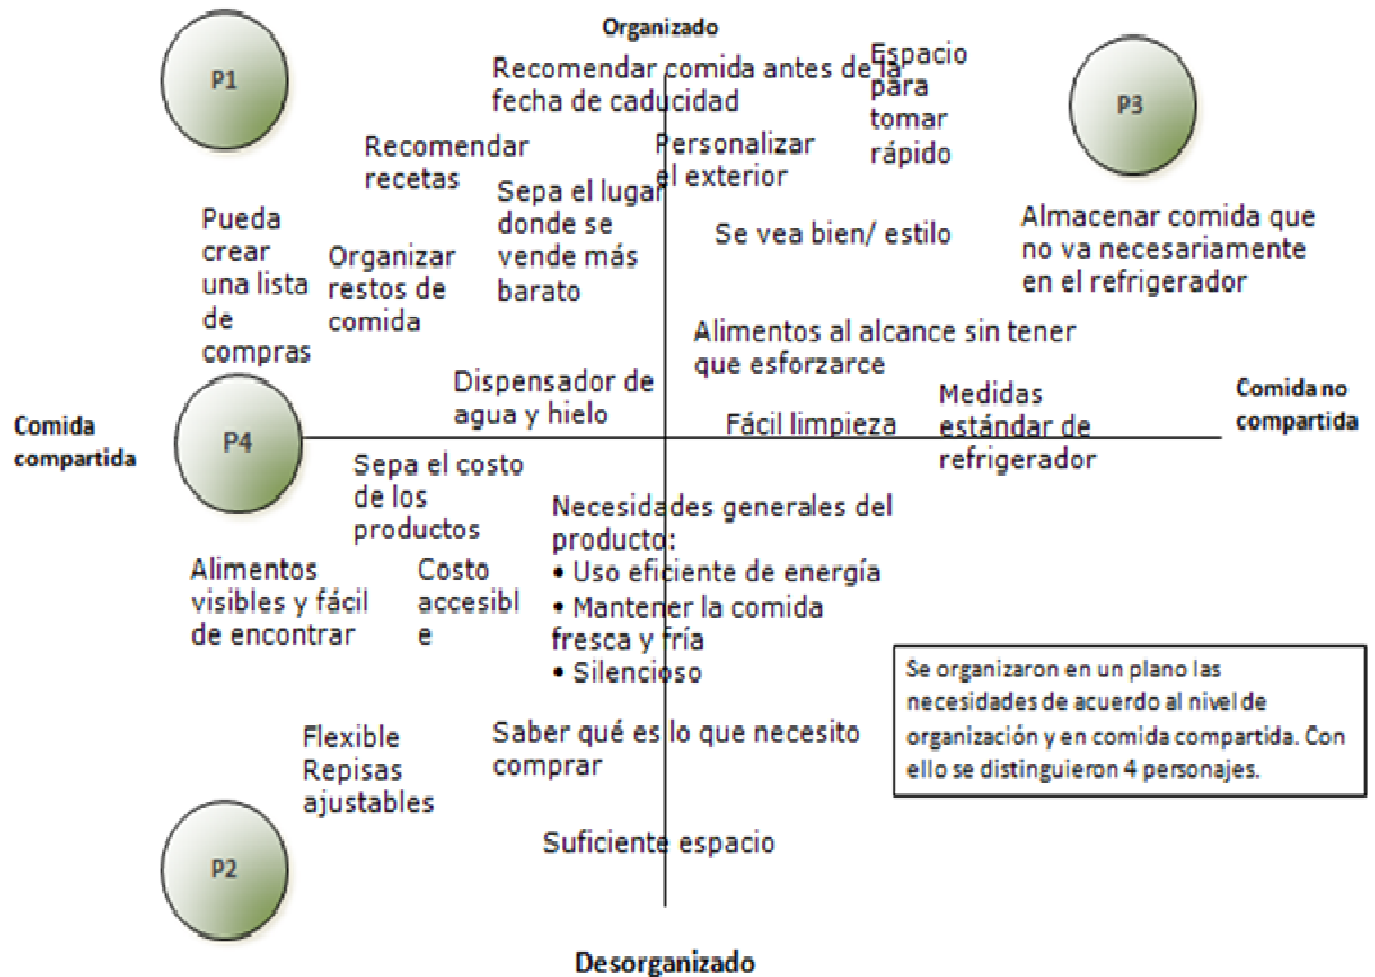 Organizado
P1
Recomendar comida antes de la
fecha de caducidad
Espacio
para
tomar
rápido
P3
Recomendar
recetas
Personalizar
el exterior
Sepa el lugar
donde se
vende más
barato
Pueda
crear
una lista
de
compras
Organizar
restos de
comida
Se vea bien/ estilo
Almacenar comida que
no va necesariamente
en el refrigerador
Alimentos al alcance sin tener
que esforzarce
Dispensador de
agua y hielo
Fácil limpieza
Medidas
estándar de
refrigerador
Comida no
compartida
Comida
compartida
P4
Sepa el costo
de los
productos
Necesidades generales del
producto:
• Uso eficiente de energía
• Mantener la comida
fresca y fría
• Silencioso
Alimentos
visibles y fácil
de encontrar
Costo
accesibl
e
Se organizaron en un plano las
necesidades de acuerdo al nivel de
organización y en comida compartida. Con
ello se distinguieron 4 personajes.
Flexible
Repisas
ajustables
Saber qué es lo que necesito
comprar
Suficiente espacio
P2
Desorganizado